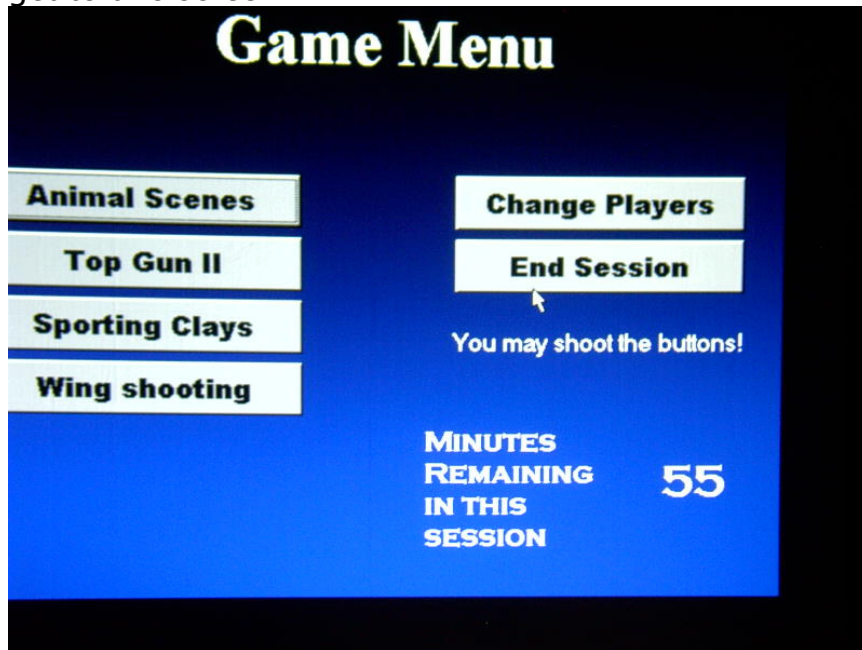 Game Menu
Animal Scenes
Top Gun II
Sporting Clays
Wing shooting
Change Players
End Session
You may shoot the buttons!
MINUTES
REMAINING
IN THIS
SESSION
55